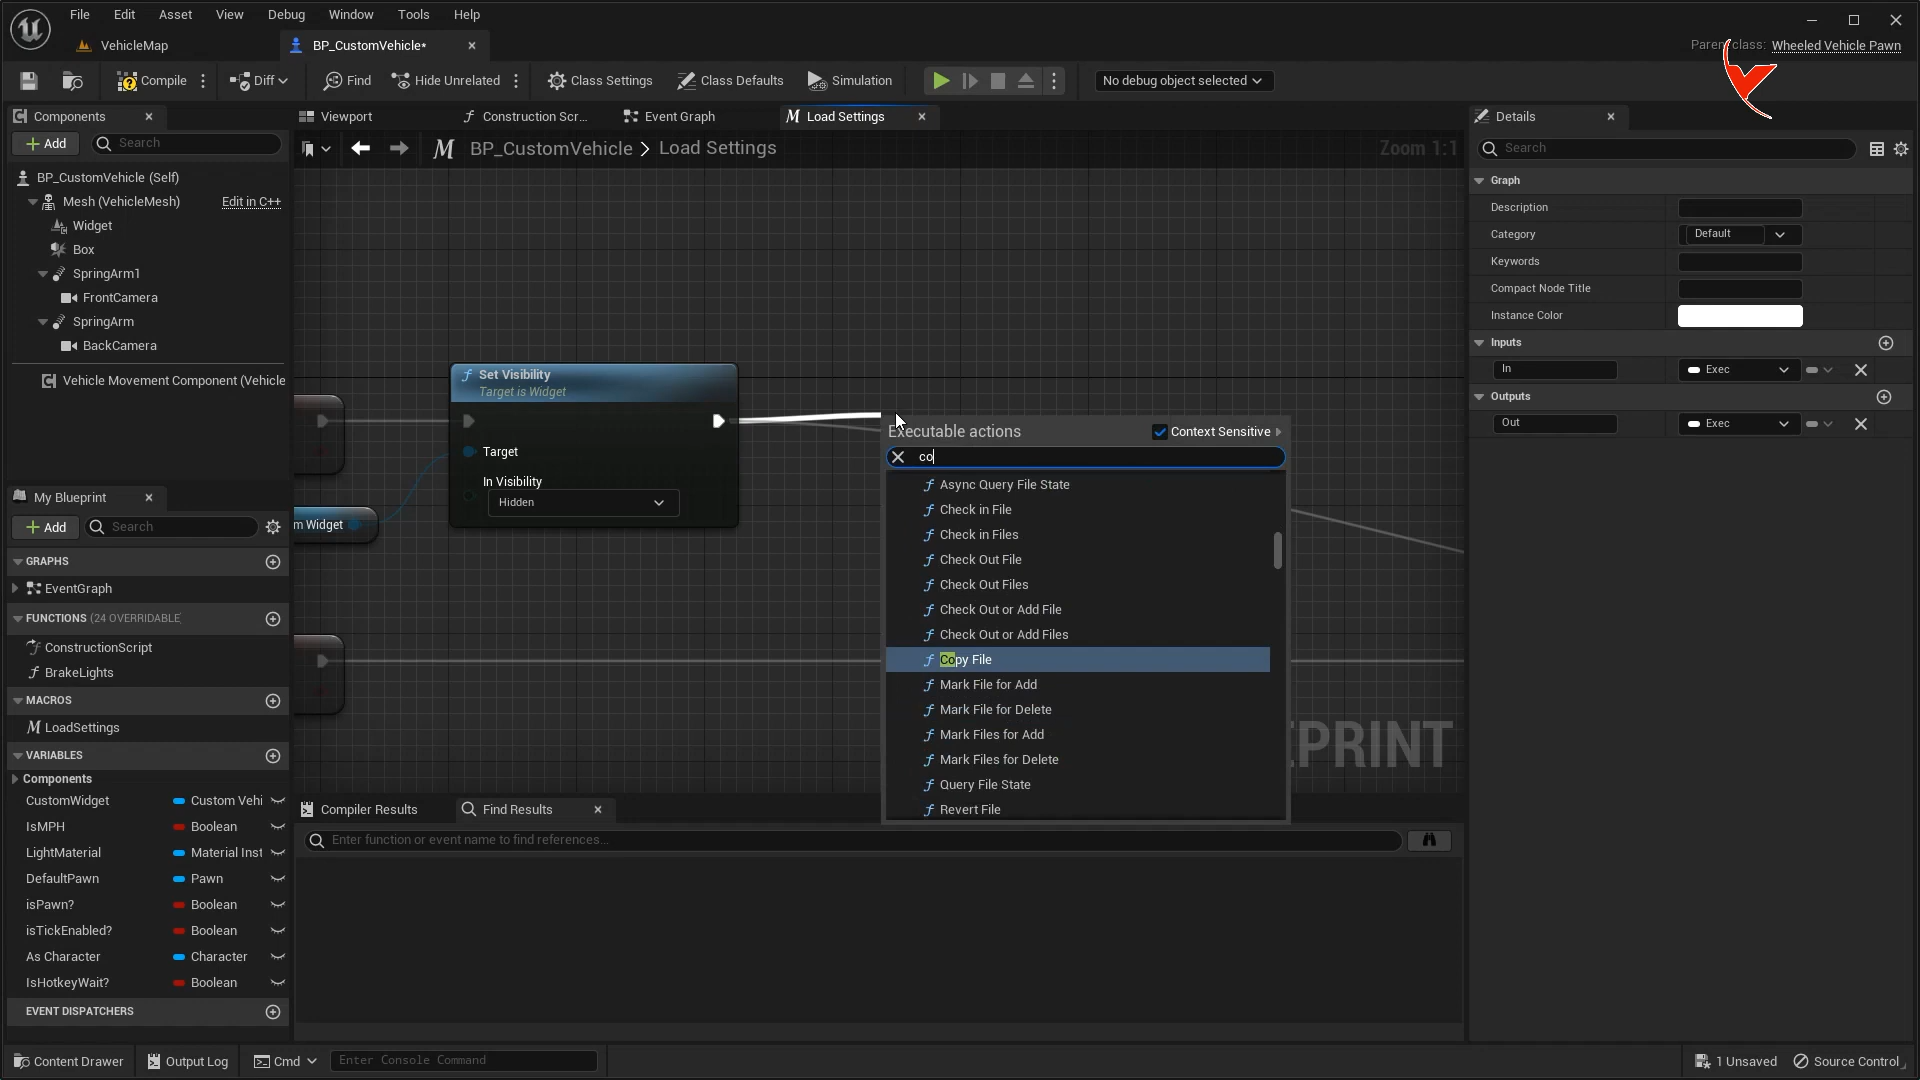 File Edit Asset View Debug Window Tools Help
VehicleMap
BP_CustomVehicle*
Parent class: Wheeled Vehicle Pawn
Compile
Diff
Find
Hide Unrelated
Class Settings
Class Defaults
Simulation
No debug object selected
Components
Add
Search
BP_CustomVehicle (Self)
Mesh (VehicleMesh) Edit in C++
Widget
Box
SpringArm1
FrontCamera
SpringArm
BackCamera
Vehicle Movement Component (Vehicle
My Blueprint
Add
Search
GRAPHS
EventGraph
FUNCTIONS (24 OVERRIDABLE)
ConstructionScript
BrakeLights
MACROS
LoadSettings
VARIABLES
Components
CustomWidget Custom Vehi
IsMPH Boolean
LightMaterial Material Inst
DefaultPawn Pawn
isPawn? Boolean
isTickEnabled? Boolean
As Character Character
IsHotkeyWait? Boolean
EVENT DISPATCHERS
Viewport
Construction Scr...
Event Graph
Load Settings
BP_CustomVehicle > Load Settings
Zoom 1:1
Set Visibility
Target is Widget
Target
In Visibility
Hidden
m Widget
Executable actions
Context Sensitive
co
Async Query File State
Check in File
Check in Files
Check Out File
Check Out Files
Check Out or Add File
Check Out or Add Files
Copy File
Mark File for Add
Mark File for Delete
Mark Files for Add
Mark Files for Delete
Query File State
Revert File
PRINT
Compiler Results
Find Results
Enter function or event name to find references...
Details
Search
Graph
Description
Category Default
Keywords
Compact Node Title
Instance Color
Inputs
In Exec
Outputs
Out Exec
Content Drawer
Output Log
Cmd
Enter Console Command
1 Unsaved
Source Control